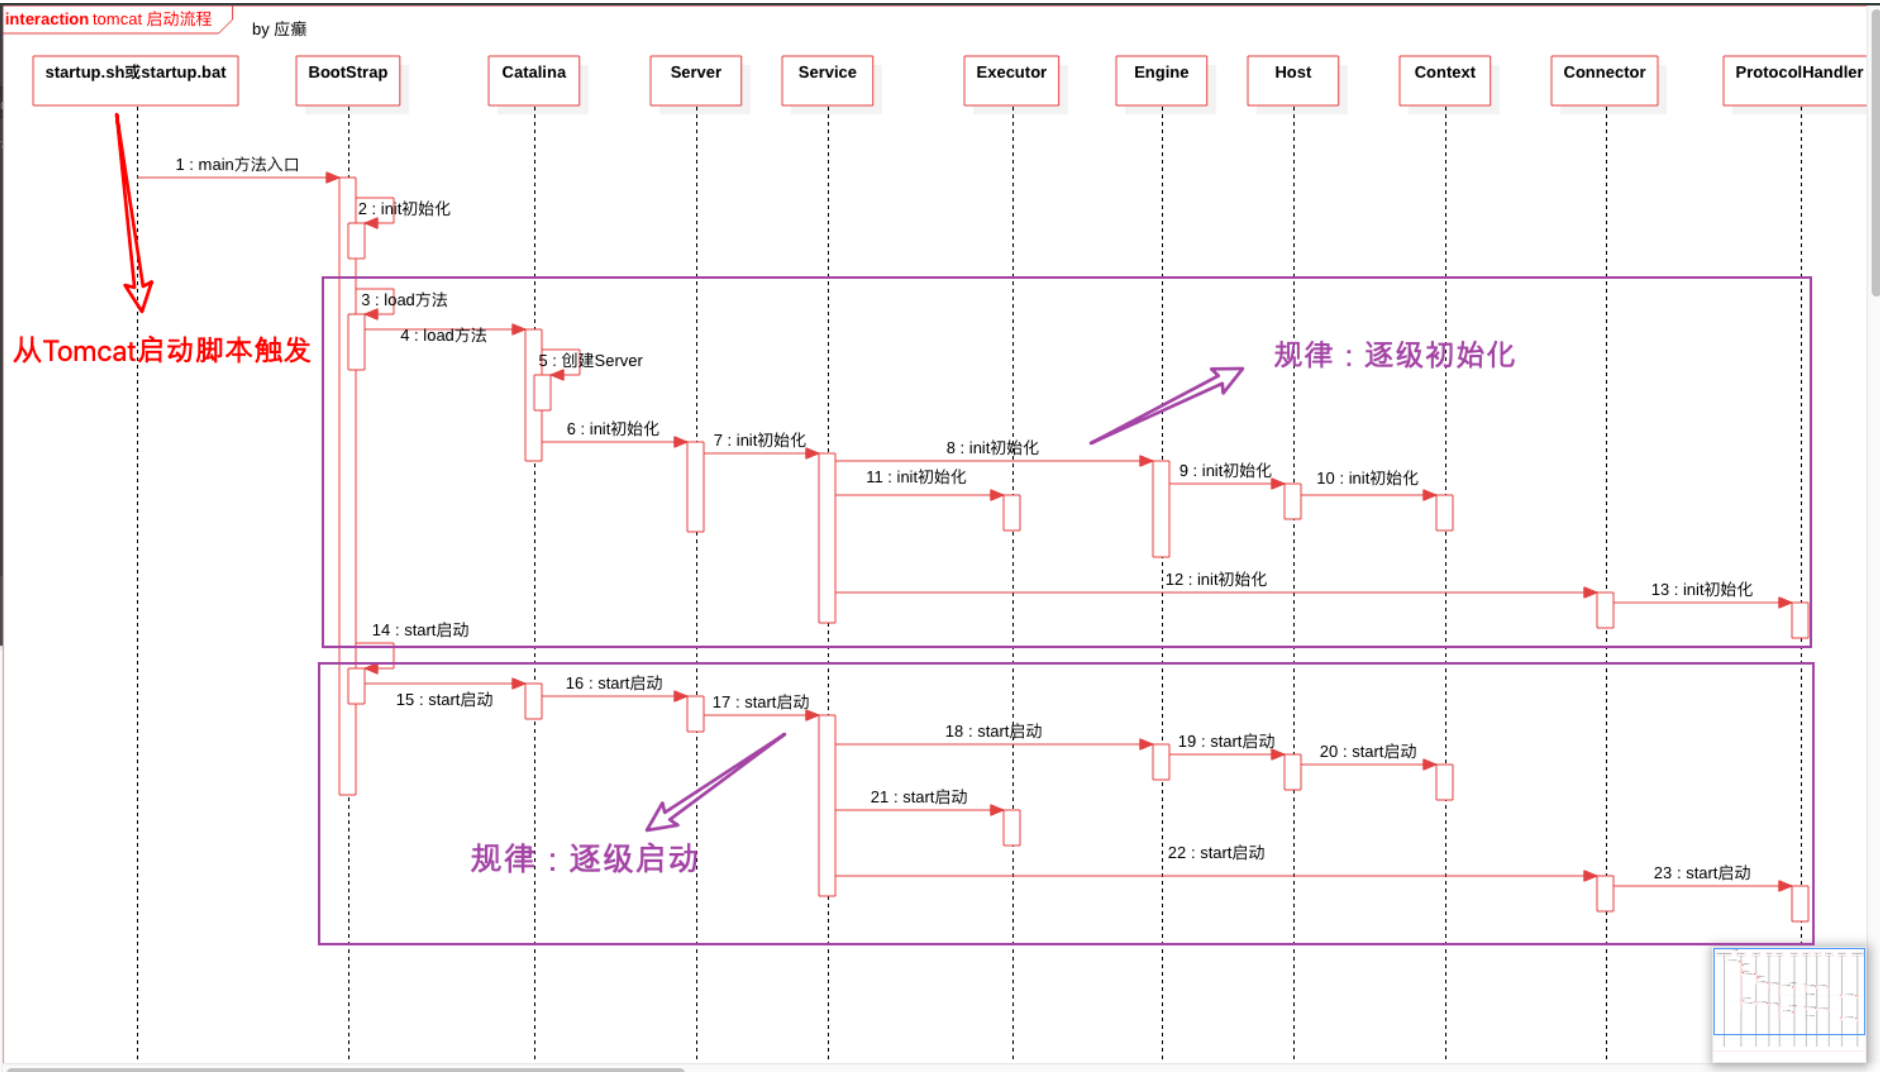 interaction tomcat 启动流程
by 应癫
startup.sh或startup.bat
BootStrap
Catalina
Server
Service
Executor
Engine
Host
Context
Connector
ProtocolHandler
1 : main方法入口
2 : init初始化
3 : load方法
4 : load方法
从Tomcat启动脚本触发
5 : 创建Server
规律：逐级初始化
6 : init初始化
7 : init初始化
8 : init初始化
9 : init初始化
10 : init初始化
11 : init初始化
12 : init初始化
13 : init初始化
14 : start启动
15 : start启动
16 : start启动
17 : start启动
18 : start启动
19 : start启动
20 : start启动
21 : start启动
规律：逐级启动
22 : start启动
23 : start启动